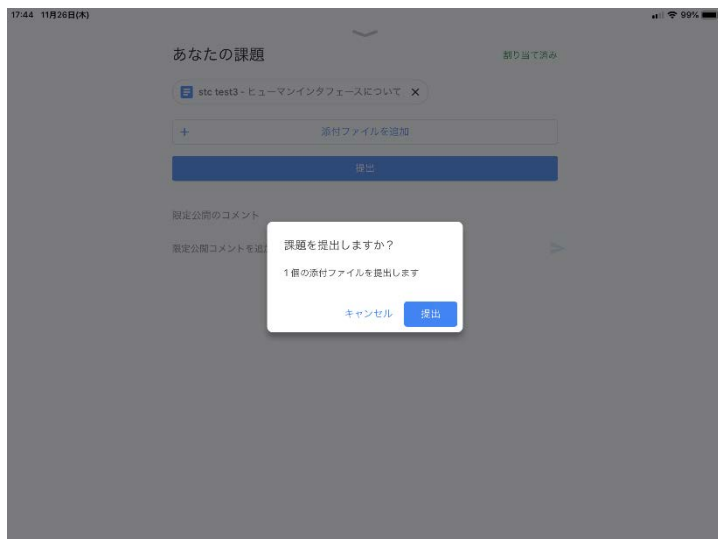 17:44 11月26日(木)
99%
あなたの課題
割り当て済み
stc test3 - ヒューマンインタフェースについて ×
+ 添付ファイルを追加
提出
限定公開のコメント
限定公開コメントを追加
課題を提出しますか？
1 個の添付ファイルを提出します
キャンセル 提出